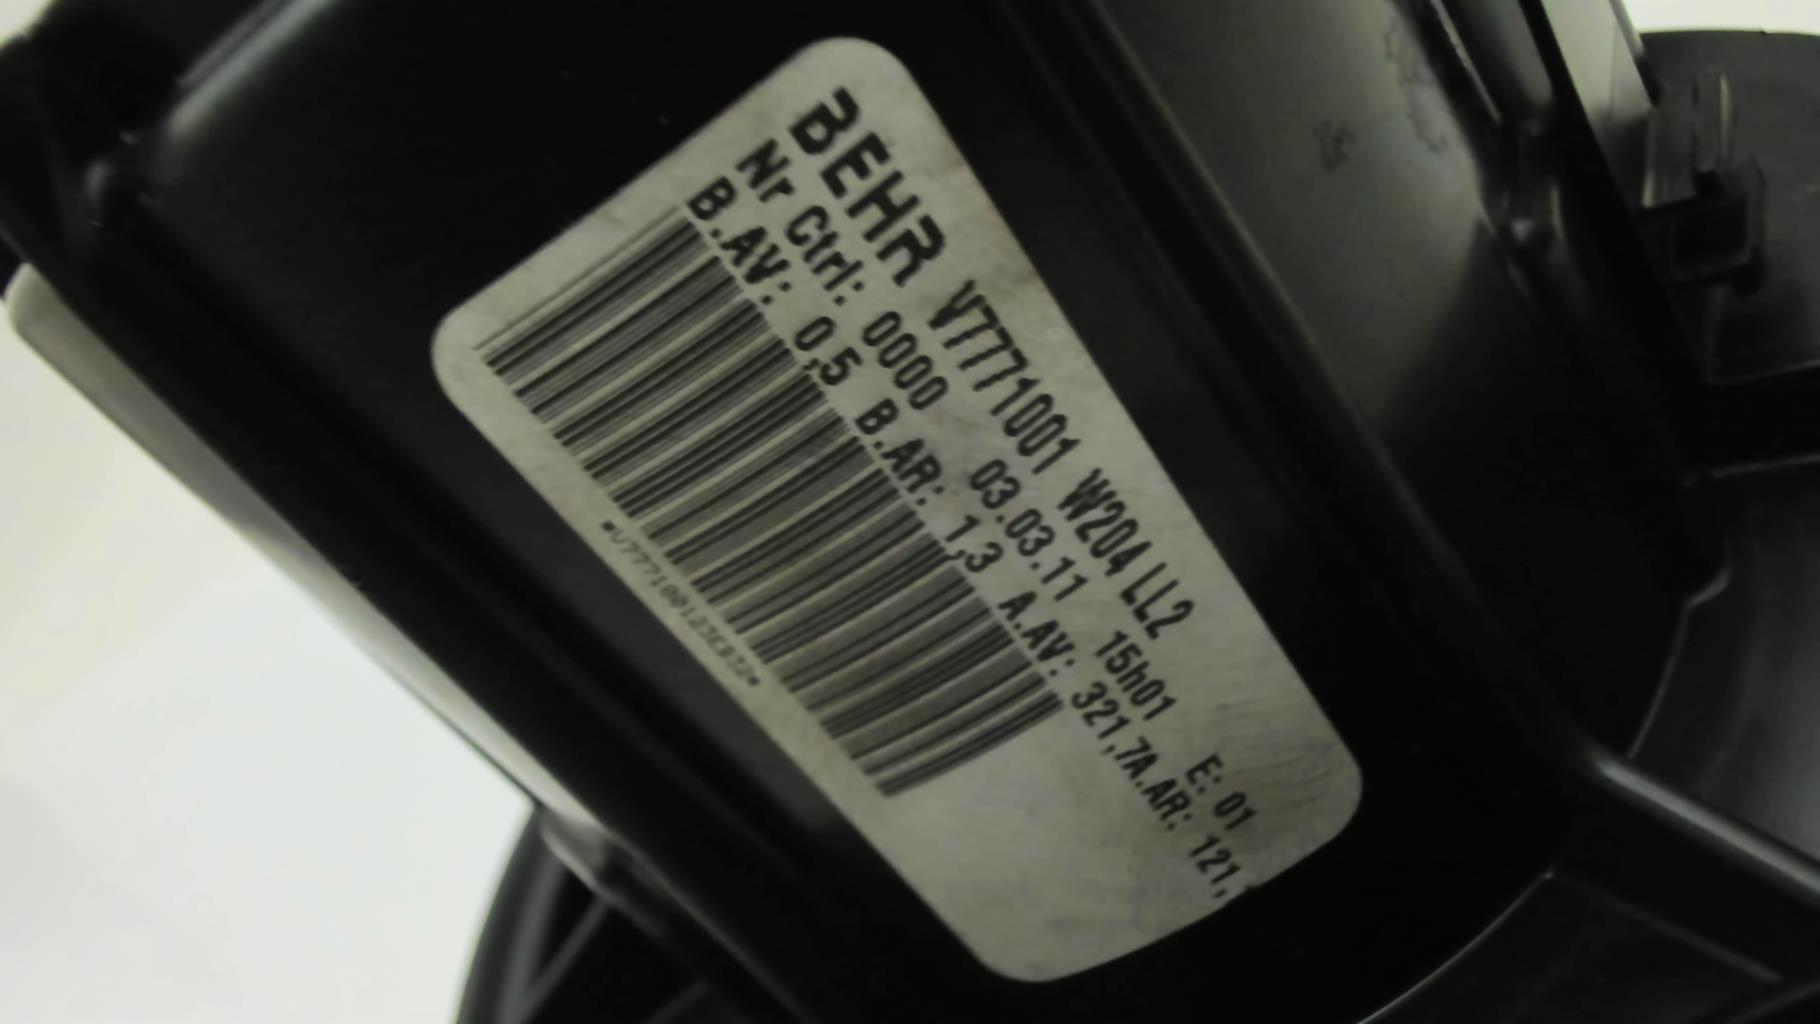 BEHR V7771001 W204 LL2
Nr Ctrl: 0000 03.03.11 15h01 E: 01
B.AV: 0,5 B.AR: 1,3 A.AV: 321,7A.AR: 121,